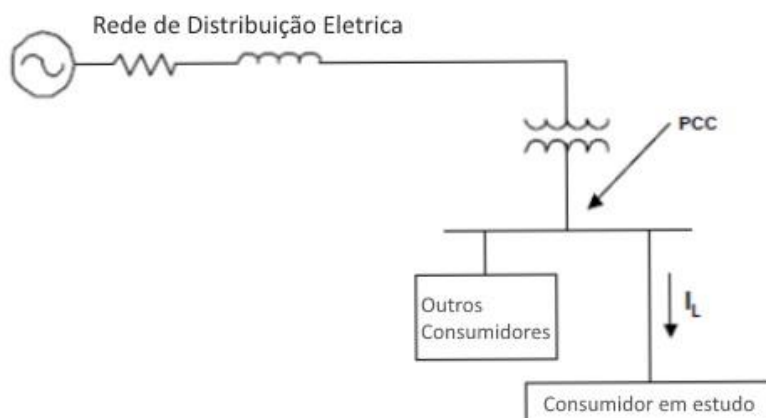 Rede de Distribuição Eletrica
PCC
Outros
Consumidores
IL
Consumidor em estudo